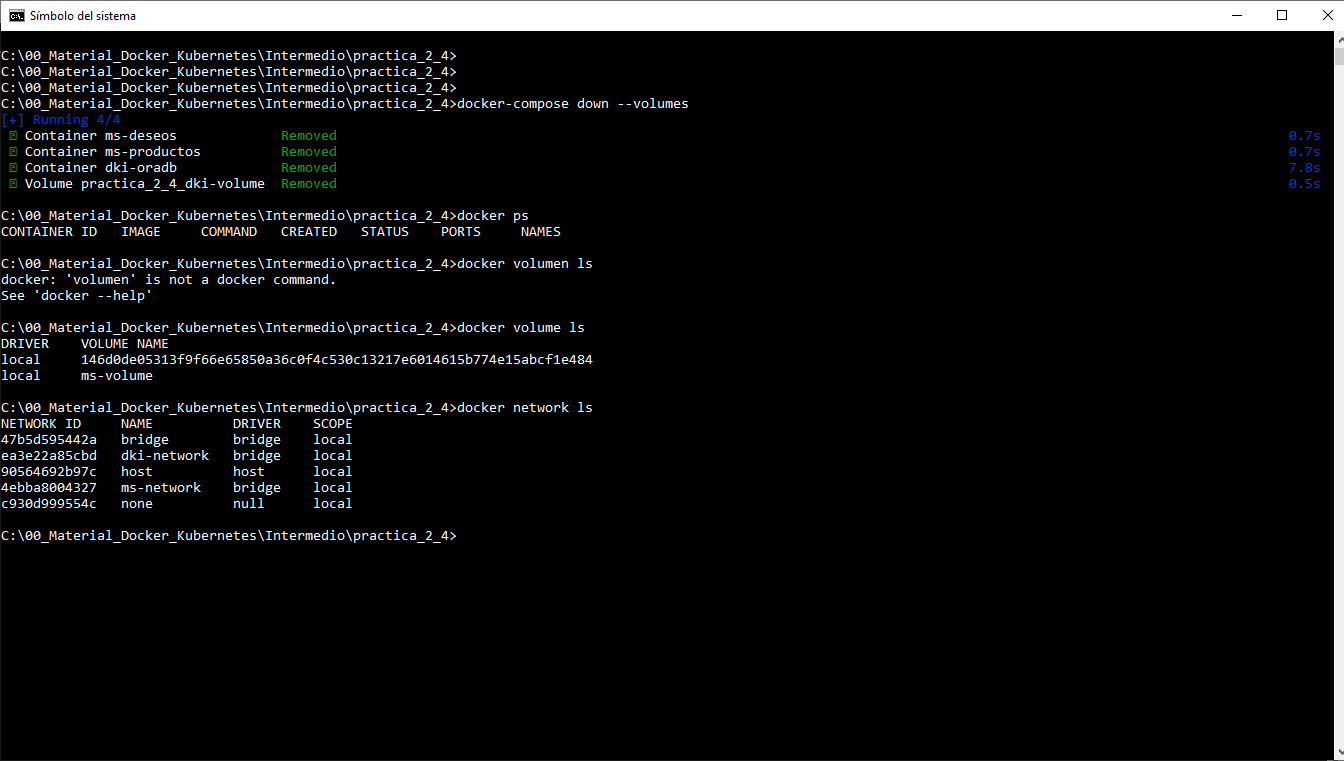 Símbolo del sistema
C:\00_Material_Docker_Kubernetes\Intermedio\practica_2_4>
C:\00_Material_Docker_Kubernetes\Intermedio\practica_2_4>
C:\00_Material_Docker_Kubernetes\Intermedio\practica_2_4>
C:\00_Material_Docker_Kubernetes\Intermedio\practica_2_4>docker-compose down --volumes
[+] Running 4/4
Container ms-deseos Removed 0.7s
Container ms-productos Removed 0.7s
Container dki-oradb Removed 7.8s
Volume practica_2_4_dki-volume Removed 0.5s
C:\00_Material_Docker_Kubernetes\Intermedio\practica_2_4>docker ps
CONTAINER ID IMAGE COMMAND CREATED STATUS PORTS NAMES
C:\00_Material_Docker_Kubernetes\Intermedio\practica_2_4>docker volumen ls
docker: 'volumen' is not a docker command.
See 'docker --help'
C:\00_Material_Docker_Kubernetes\Intermedio\practica_2_4>docker volume ls
DRIVER VOLUME NAME
local 146d0de05313f9f66e65850a36c0f4c530c13217e6014615b774e15abcf1e484
local ms-volume
C:\00_Material_Docker_Kubernetes\Intermedio\practica_2_4>docker network ls
NETWORK ID NAME DRIVER SCOPE
47b5d595442a bridge bridge local
ea3e22a85cbd dki-network bridge local
90564692b97c host host local
4ebba8004327 ms-network bridge local
c930d999554c none null local
C:\00_Material_Docker_Kubernetes\Intermedio\practica_2_4>